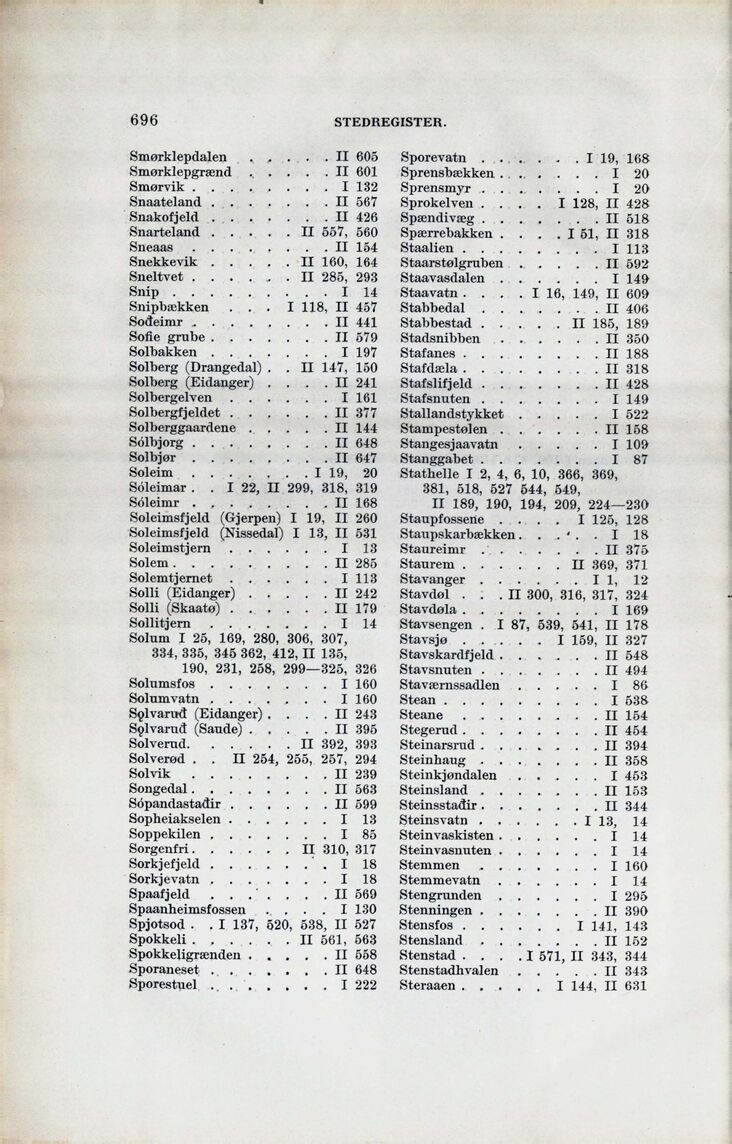 696 STEDREGISTER.
Smørklepdalen . . . . . . II 605
Smørklepgrænd . . . . . II 601
Smørvik . . . . . . . . . I 132
Snaateland . . . . . . . . II 567
Snakofjeld . . . . . . . . II 426
Snarteland . . . . . II 557, 560
Sneaas . . . . . . . . II 154
Snekkevik . . . . . II 160, 164
Sneltvet . . . . . . II 285, 293
Snip . . . . . . . . . I 14
Snipbækken . . . I 118, II 457
Sođeimr . . . . . . . . II 441
Sofie grube . . . . . . . II 579
Solbakken . . . . . . . I 197
Solberg (Drangedal) . . II 147, 150
Solberg (Eidanger) . . . . II 241
Solbergelven . . . . . . I 161
Solbergfjeldet . . . . . . II 377
Solberggaardene . . . . . II 144
Sólbjorg . . . . . . . . II 648
Solbjør . . . . . . . . II 647
Soleim . . . . . . . I 19, 20
Sóleimar . . I 22, II 299, 318, 319
Sóleimr . . . . . . . . II 168
Soleimsfjeld (Gjerpen) I 19, II 260
Soleimsfjeld (Nissedal) I 13, II 531
Soleimstjern . . . . . . I 13
Solem . . . . . . . . . II 285
Solemtjernet . . . . . . I 113
Solli (Eidanger) . . . . . II 242
Solli (Skaatø) . . . . . . II 179
Sollitjern . . . . . . . I 14
Solum I 25, 169, 280, 306, 307,
334, 335, 345 362, 412, II 135,
190, 231, 258, 299—325, 326
Solumsfos . . . . . . . I 160
Solumvatn . . . . . . . I 160
Sǫlvaruđ (Eidanger) . . . . II 243
Sǫlvaruđ (Saude) . . . . . II 395
Solverud. . . . . . II 392, 393
Solverød . . II 254, 255, 257, 294
Solvik . . . . . . . . II 239
Songedal . . . . . . . . II 563
Sópandastađir . . . . . . II 599
Sopheiakselen . . . . . . I 13
Soppekilen . . . . . . . I 85
Sorgenfri. . . . . . II 310, 317
Sorkjefjeld . . . . . . . I 18
Sorkjevatn . . . . . . . I 18
Spaafjeld . . . . . . . II 569
Spaanheimsfossen . . . . I 130
Spjotsod . . I 137, 520, 538, II 527
Spokkeli . . . . . . II 561, 563
Spokkeligrænden . . . . . II 558
Sporaneset . . . . . . . II 648
Sporestuel . . . . . . . I 222
Sporevatn . . . . . . I 19, 168
Sprensbækken . . . . . . I 20
Sprensmyr . . . . . . . I 20
Sprokelven . . . . I 128, II 428
Spændivæg . . . . . . . II 518
Spærrebakken . . . . I 51, II 318
Staalien . . . . . . . . I 113
Staarstølgruben . . . . . II 592
Staavasdalen . . . . . . I 149
Staavatn . . . . I 16, 149, II 609
Stabbedal . . . . . . . II 406
Stabbestad . . . . . II 185, 189
Stadsnibben . . . . . . II 350
Stafanes . . . . . . . . II 188
Stafdæla . . . . . . . . II 318
Stafslifjeld . . . . . . . II 428
Stafsnuten . . . . . . . I 149
Stallandstykket . . . . . I 522
Stampestølen . . . . . . II 158
Stangesjaavatn . . . . . I 109
Stanggabet . . . . . . . I 87
Stathelle I 2, 4, 6, 10, 366, 369,
381, 518, 527 544, 549,
II 189, 190, 194, 209, 224—230
Staupfossene . . . . I 125, 128
Staupskarbækken. . . . . I 18
Staureimr . . . . . . . II 375
Staurem . . . . . . II 369, 371
Stavanger . . . . . . I 1, 12
Stavdøl . . . II 300, 316, 317, 324
Stavdøla . . . . . . . . I 169
Stavsengen . I 87, 539, 541, II 178
Stavsjø . . . . . I 159, II 327
Stavskardfjeld . . . . . . II 548
Stavsnuten . . . . . . . II 494
Staværnssadlen . . . . . I 86
Stean . . . . . . . . . I 538
Steane . . . . . . . . II 154
Stegerud . . . . . . . . II 454
Steinarsrud . . . . . . . II 394
Steinhaug . . . . . . . II 358
Steinkjøndalen . . . . . I 453
Steinsland . . . . . . . II 153
Steinsstađir . . . . . . . II 344
Steinsvatn . . . . . . I 13, 14
Steinvaskisten . . . . . . I 14
Steinvasnuten . . . . . . I 14
Stemmen . . . . . . . I 160
Stemmevatn . . . . . . I 14
Stengrunden . . . . . . I 295
Stenningen . . . . . . . II 390
Stensfos . . . . . . I 141, 143
Stensland . . . . . . . II 152
Stenstad . . . . I 571, II 343, 344
Stenstadhvalen . . . . . II 343
Steraaen . . . . . I 144, II 631